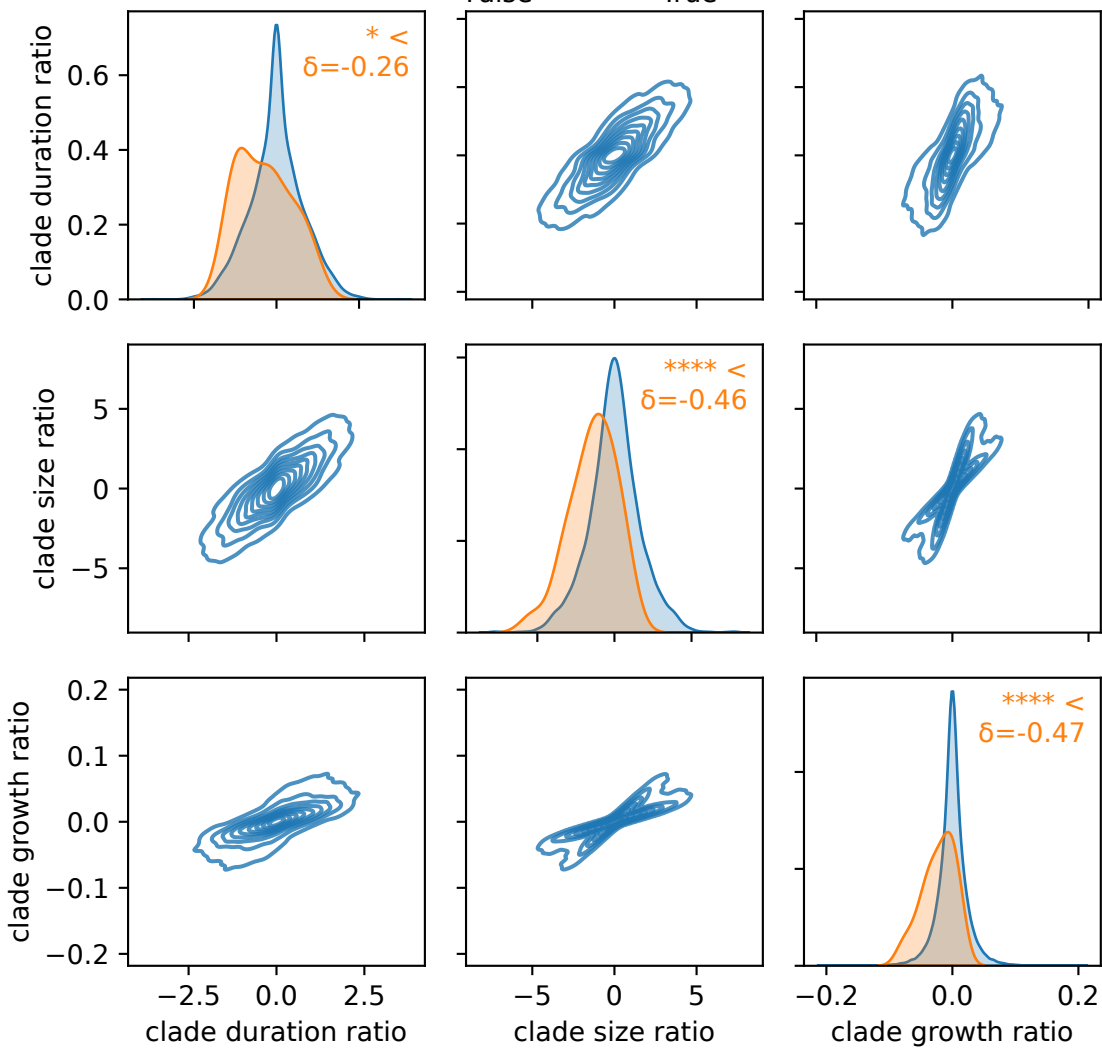 * <
δ=-0.26
clade duration ratio
0.6
0.4
0.2
0.0
**** <
δ=-0.46
clade size ratio
5
0
−5
**** <
δ=-0.47
clade growth ratio
0.2
0.1
0.0
−0.1
−0.2
−2.5 0.0 2.5
−5 0 5
−0.2 0.0 0.2
clade duration ratio
clade size ratio
clade growth ratio